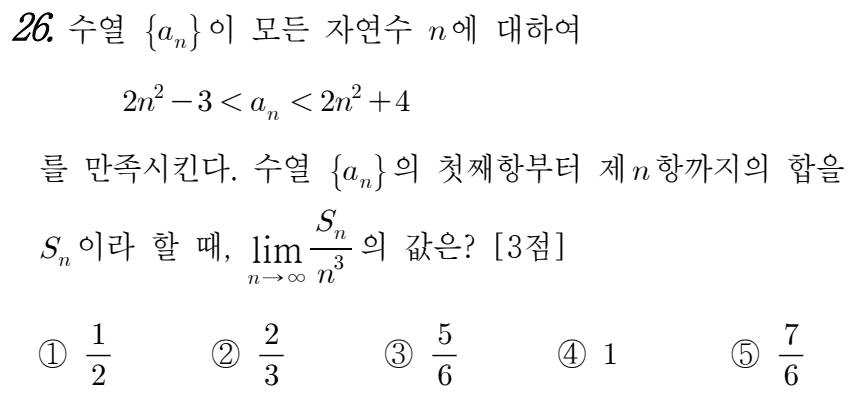 26. 수열 {aₙ}이 모든 자연수 n에 대하여
2n² − 3 < aₙ < 2n² + 4
를 만족시킨다. 수열 {aₙ}의 첫째항부터 제n항까지의 합을
Sₙ이라 할 때, lim_{n→∞} Sₙ/n³ 의 값은? [3점]
① 1/2 ② 2/3 ③ 5/6 ④ 1 ⑤ 7/6